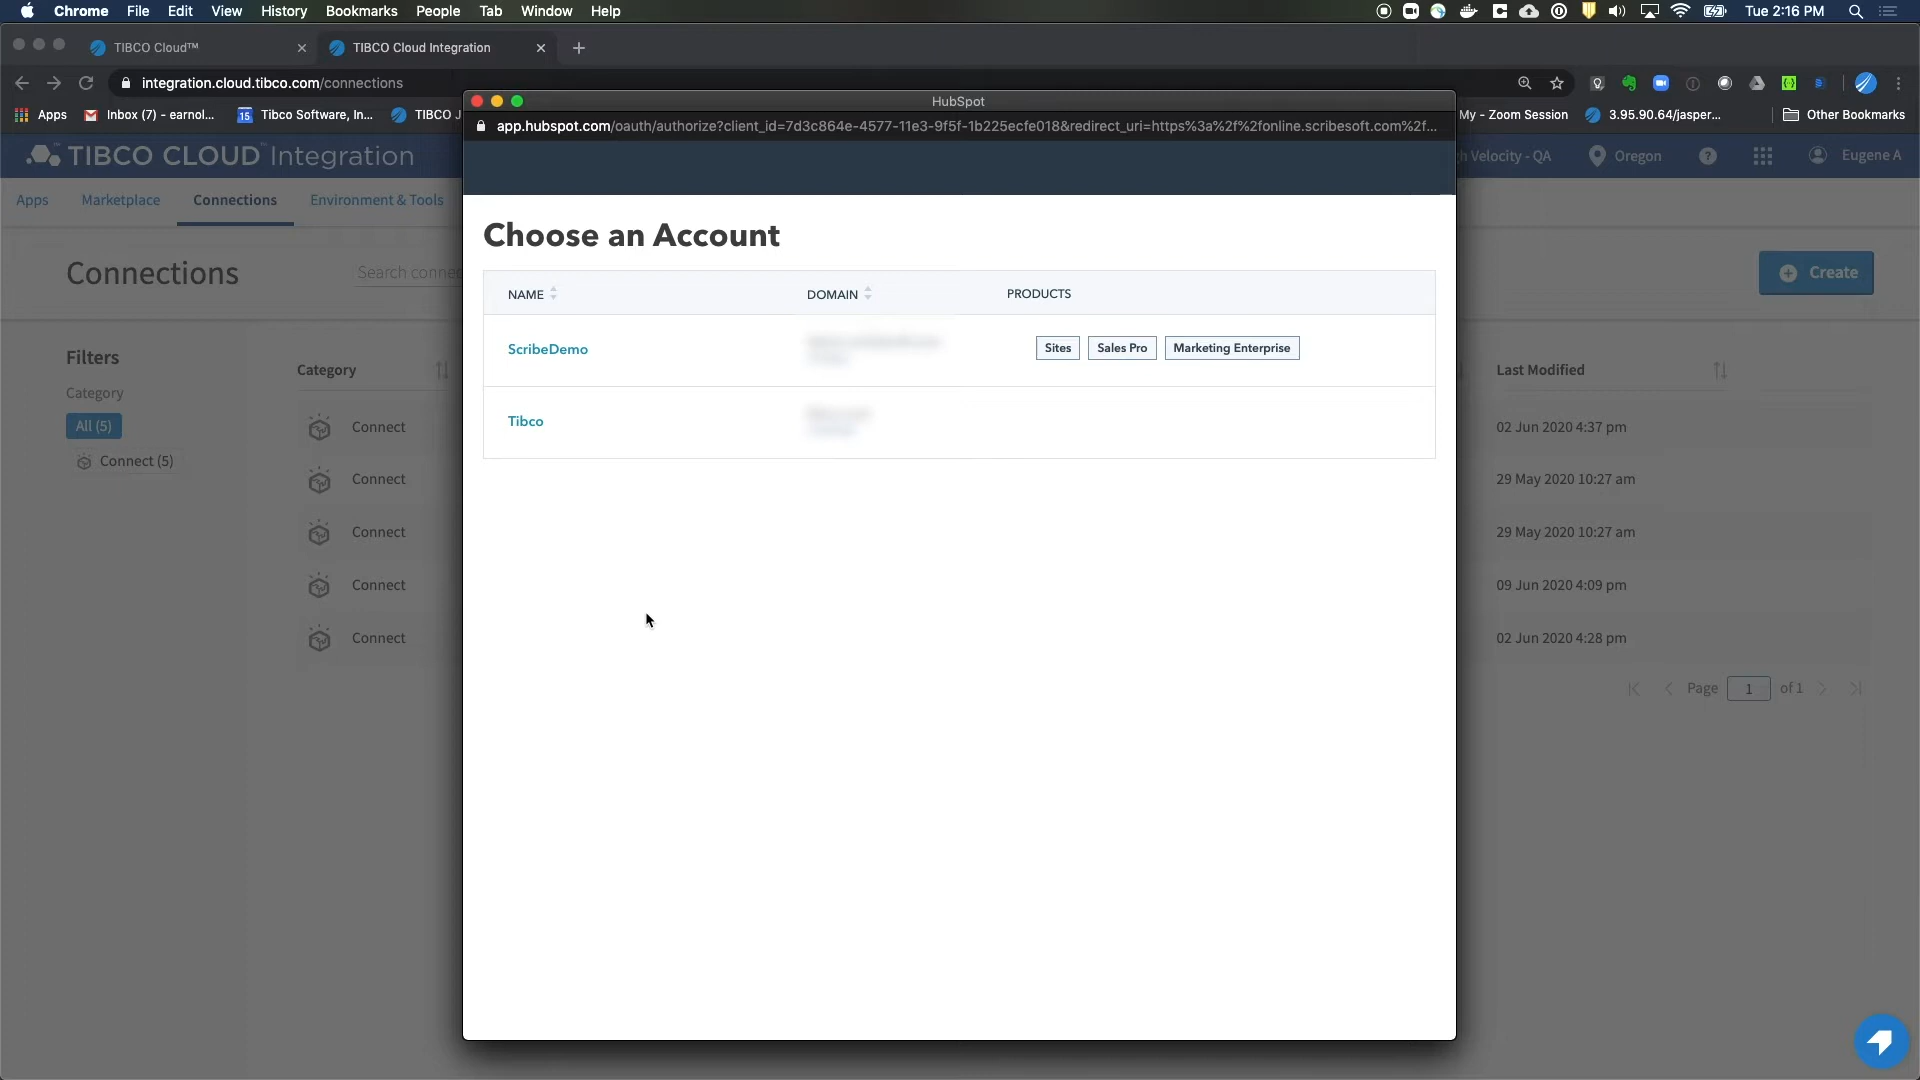 Chrome File Edit View History Bookmarks People Tab Window Help Tue 2:16 PM
TIBCO Cloud™ TIBCO Cloud Integration
integration.cloud.tibco.com/connections
Apps Inbox (7) - earnol... 15 Tibco Software, In... TIBCO J My - Zoom Session 3.95.90.64/jasper... Other Bookmarks
HubSpot
app.hubspot.com/oauth/authorize?client_id=7d3c864e-4577-11e3-9f5f-1b225ecfe018&redirect_uri=https%3a%2f%2fonline.scribesoft.com%2f...
TIBCO CLOUD™ Integration h Velocity - QA Oregon ? Eugene A
Apps Marketplace Connections Environment & Tools
Choose an Account
Connections Search connec Create
NAME DOMAIN PRODUCTS
ScribeDemo Sites Sales Pro Marketing Enterprise
Tibco
Filters
Category
All (5)
Connect (5)
Category Last Modified
Connect 02 Jun 2020 4:37 pm
Connect 29 May 2020 10:27 am
Connect 29 May 2020 10:27 am
Connect 09 Jun 2020 4:09 pm
Connect 02 Jun 2020 4:28 pm
Page 1 of 1